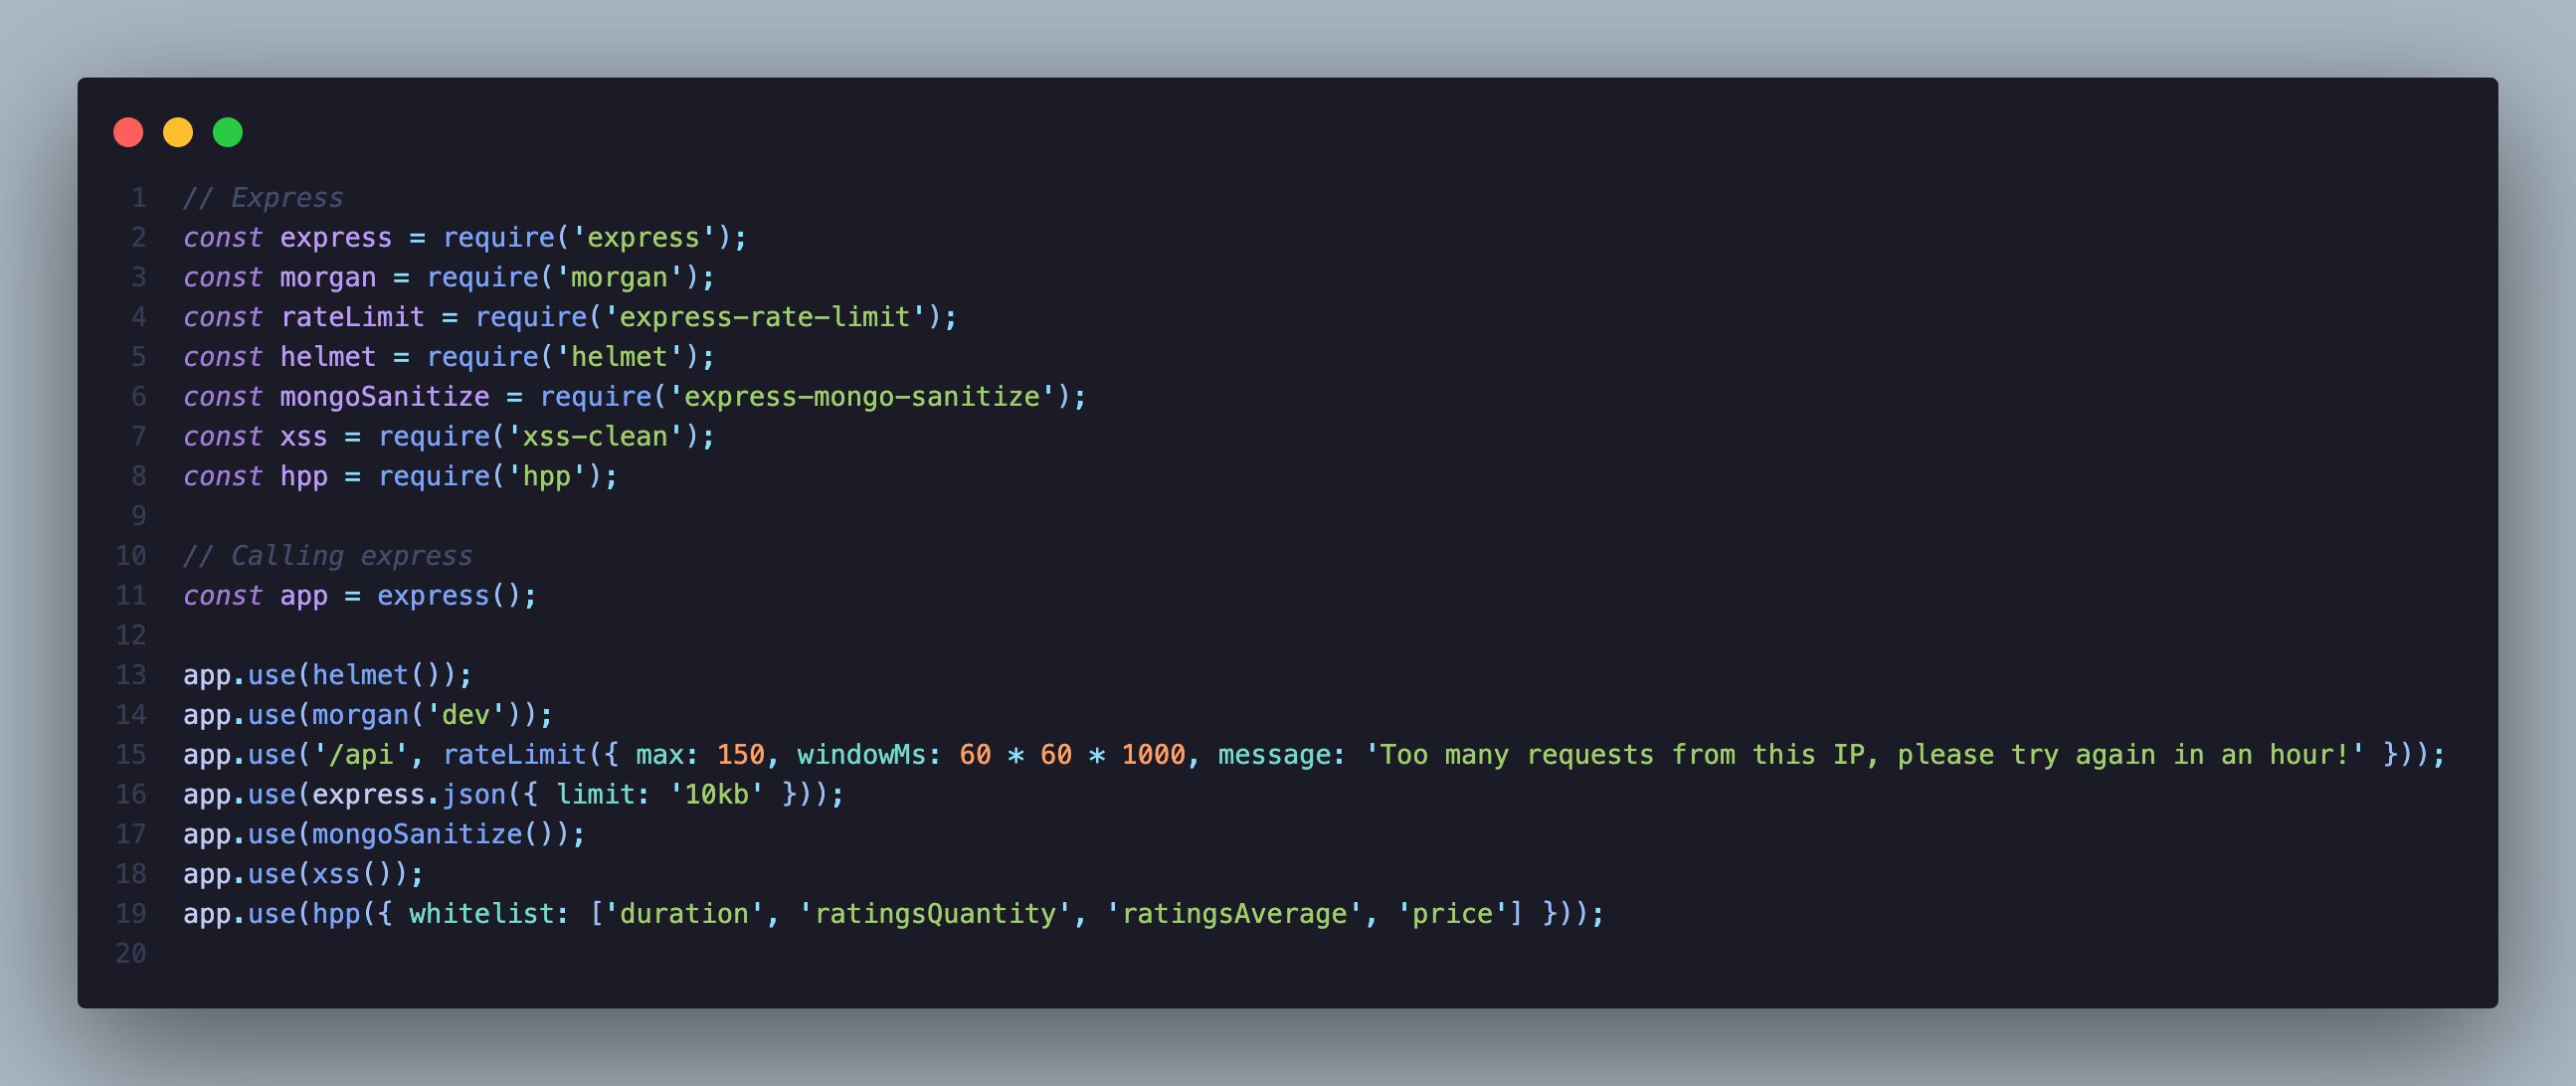 1 // Express
2 const express = require('express');
3 const morgan = require('morgan');
4 const rateLimit = require('express-rate-limit');
5 const helmet = require('helmet');
6 const mongoSanitize = require('express-mongo-sanitize');
7 const xss = require('xss-clean');
8 const hpp = require('hpp');
9
10 // Calling express
11 const app = express();
12
13 app.use(helmet());
14 app.use(morgan('dev'));
15 app.use('/api', rateLimit({ max: 150, windowMs: 60 * 60 * 1000, message: 'Too many requests from this IP, please try again in an hour!' }));
16 app.use(express.json({ limit: '10kb' }));
17 app.use(mongoSanitize());
18 app.use(xss());
19 app.use(hpp({ whitelist: ['duration', 'ratingsQuantity', 'ratingsAverage', 'price'] }));
20